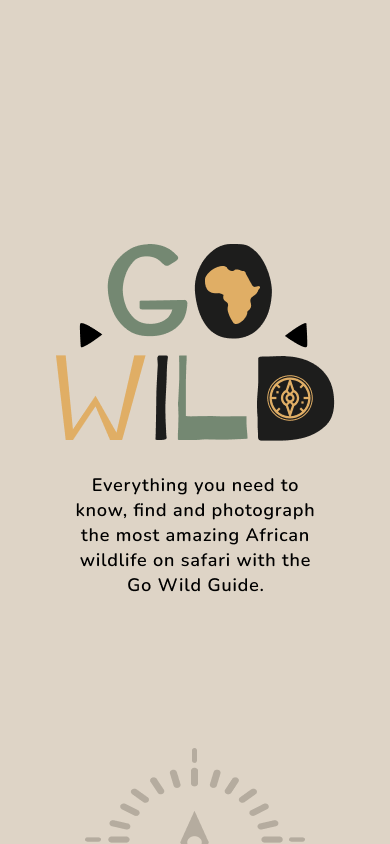 GO
WILD
Everything you need to
know, find and photograph
the most amazing African
wildlife on safari with the
Go Wild Guide.